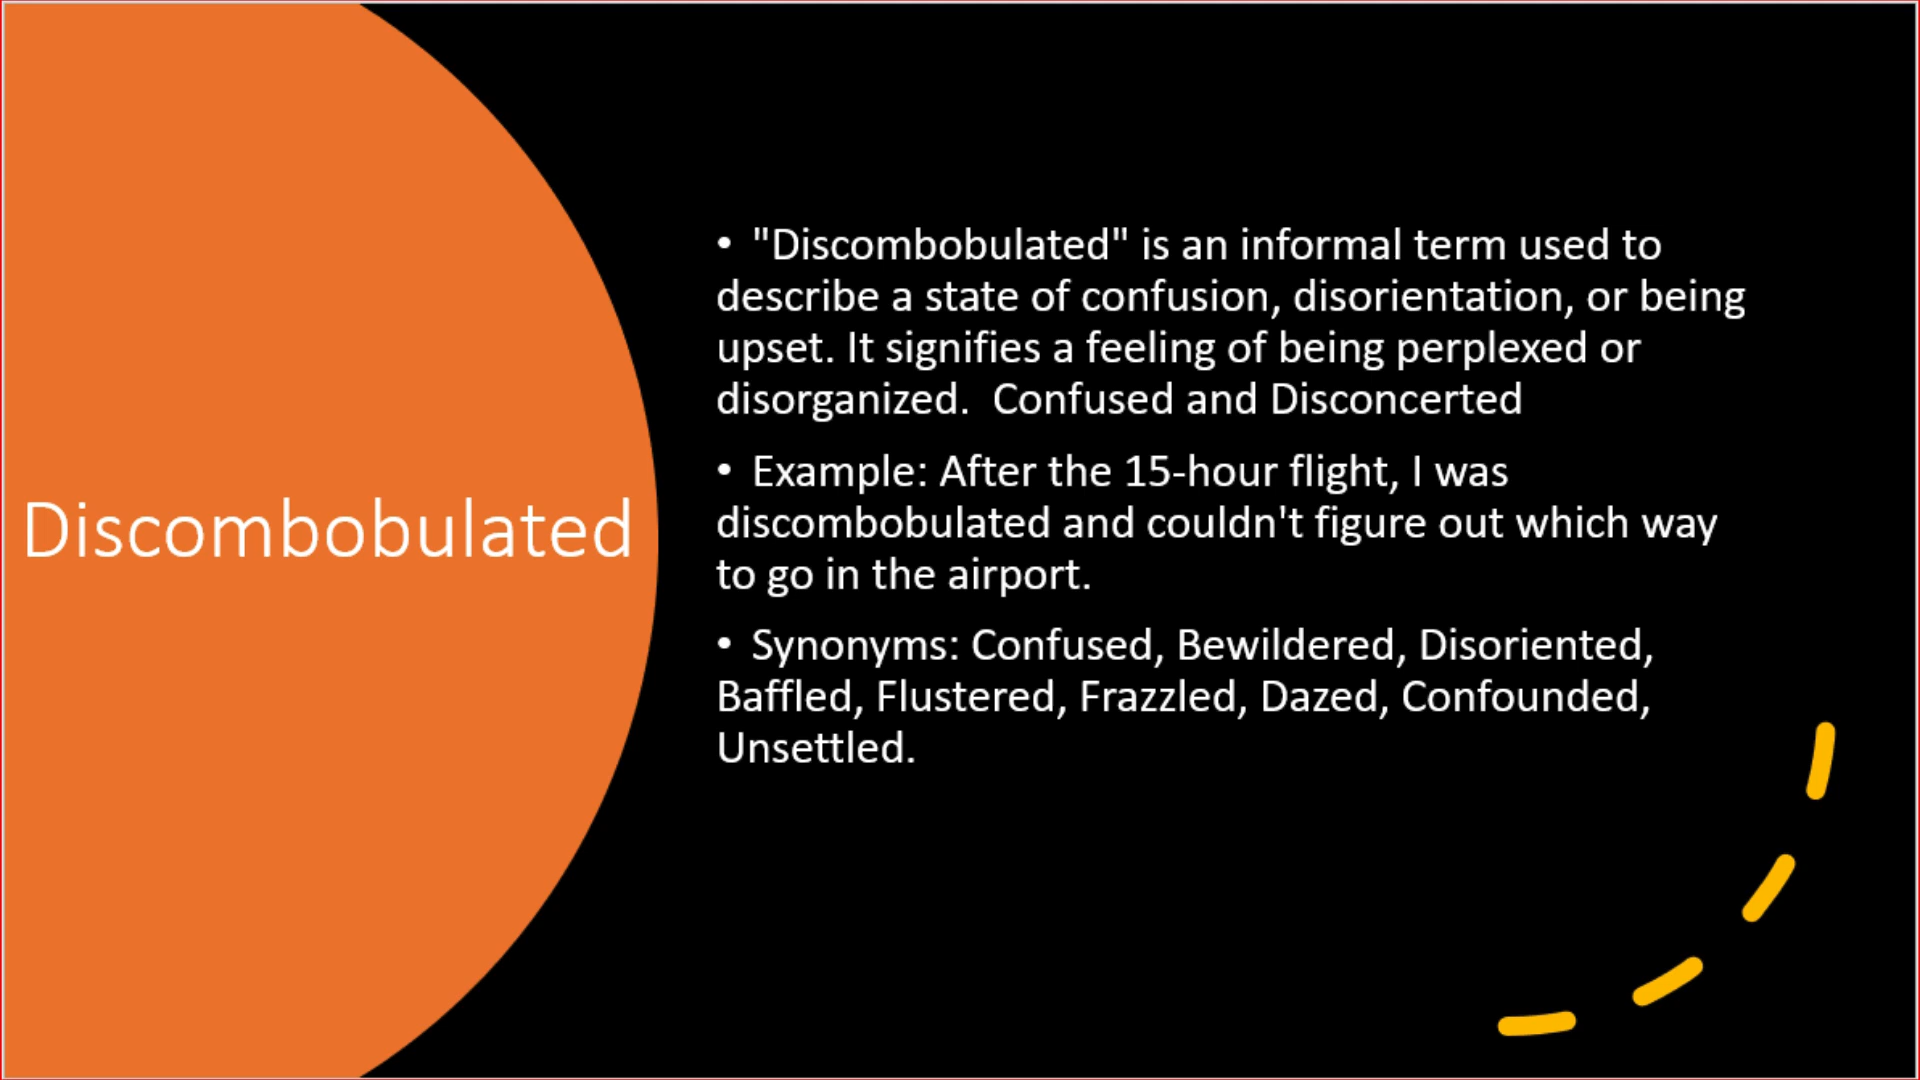 Discombobulated
• "Discombobulated" is an informal term used to
describe a state of confusion, disorientation, or being
upset. It signifies a feeling of being perplexed or
disorganized.  Confused and Disconcerted
• Example: After the 15-hour flight, I was
discombobulated and couldn't figure out which way
to go in the airport.
• Synonyms: Confused, Bewildered, Disoriented,
Baffled, Flustered, Frazzled, Dazed, Confounded,
Unsettled.